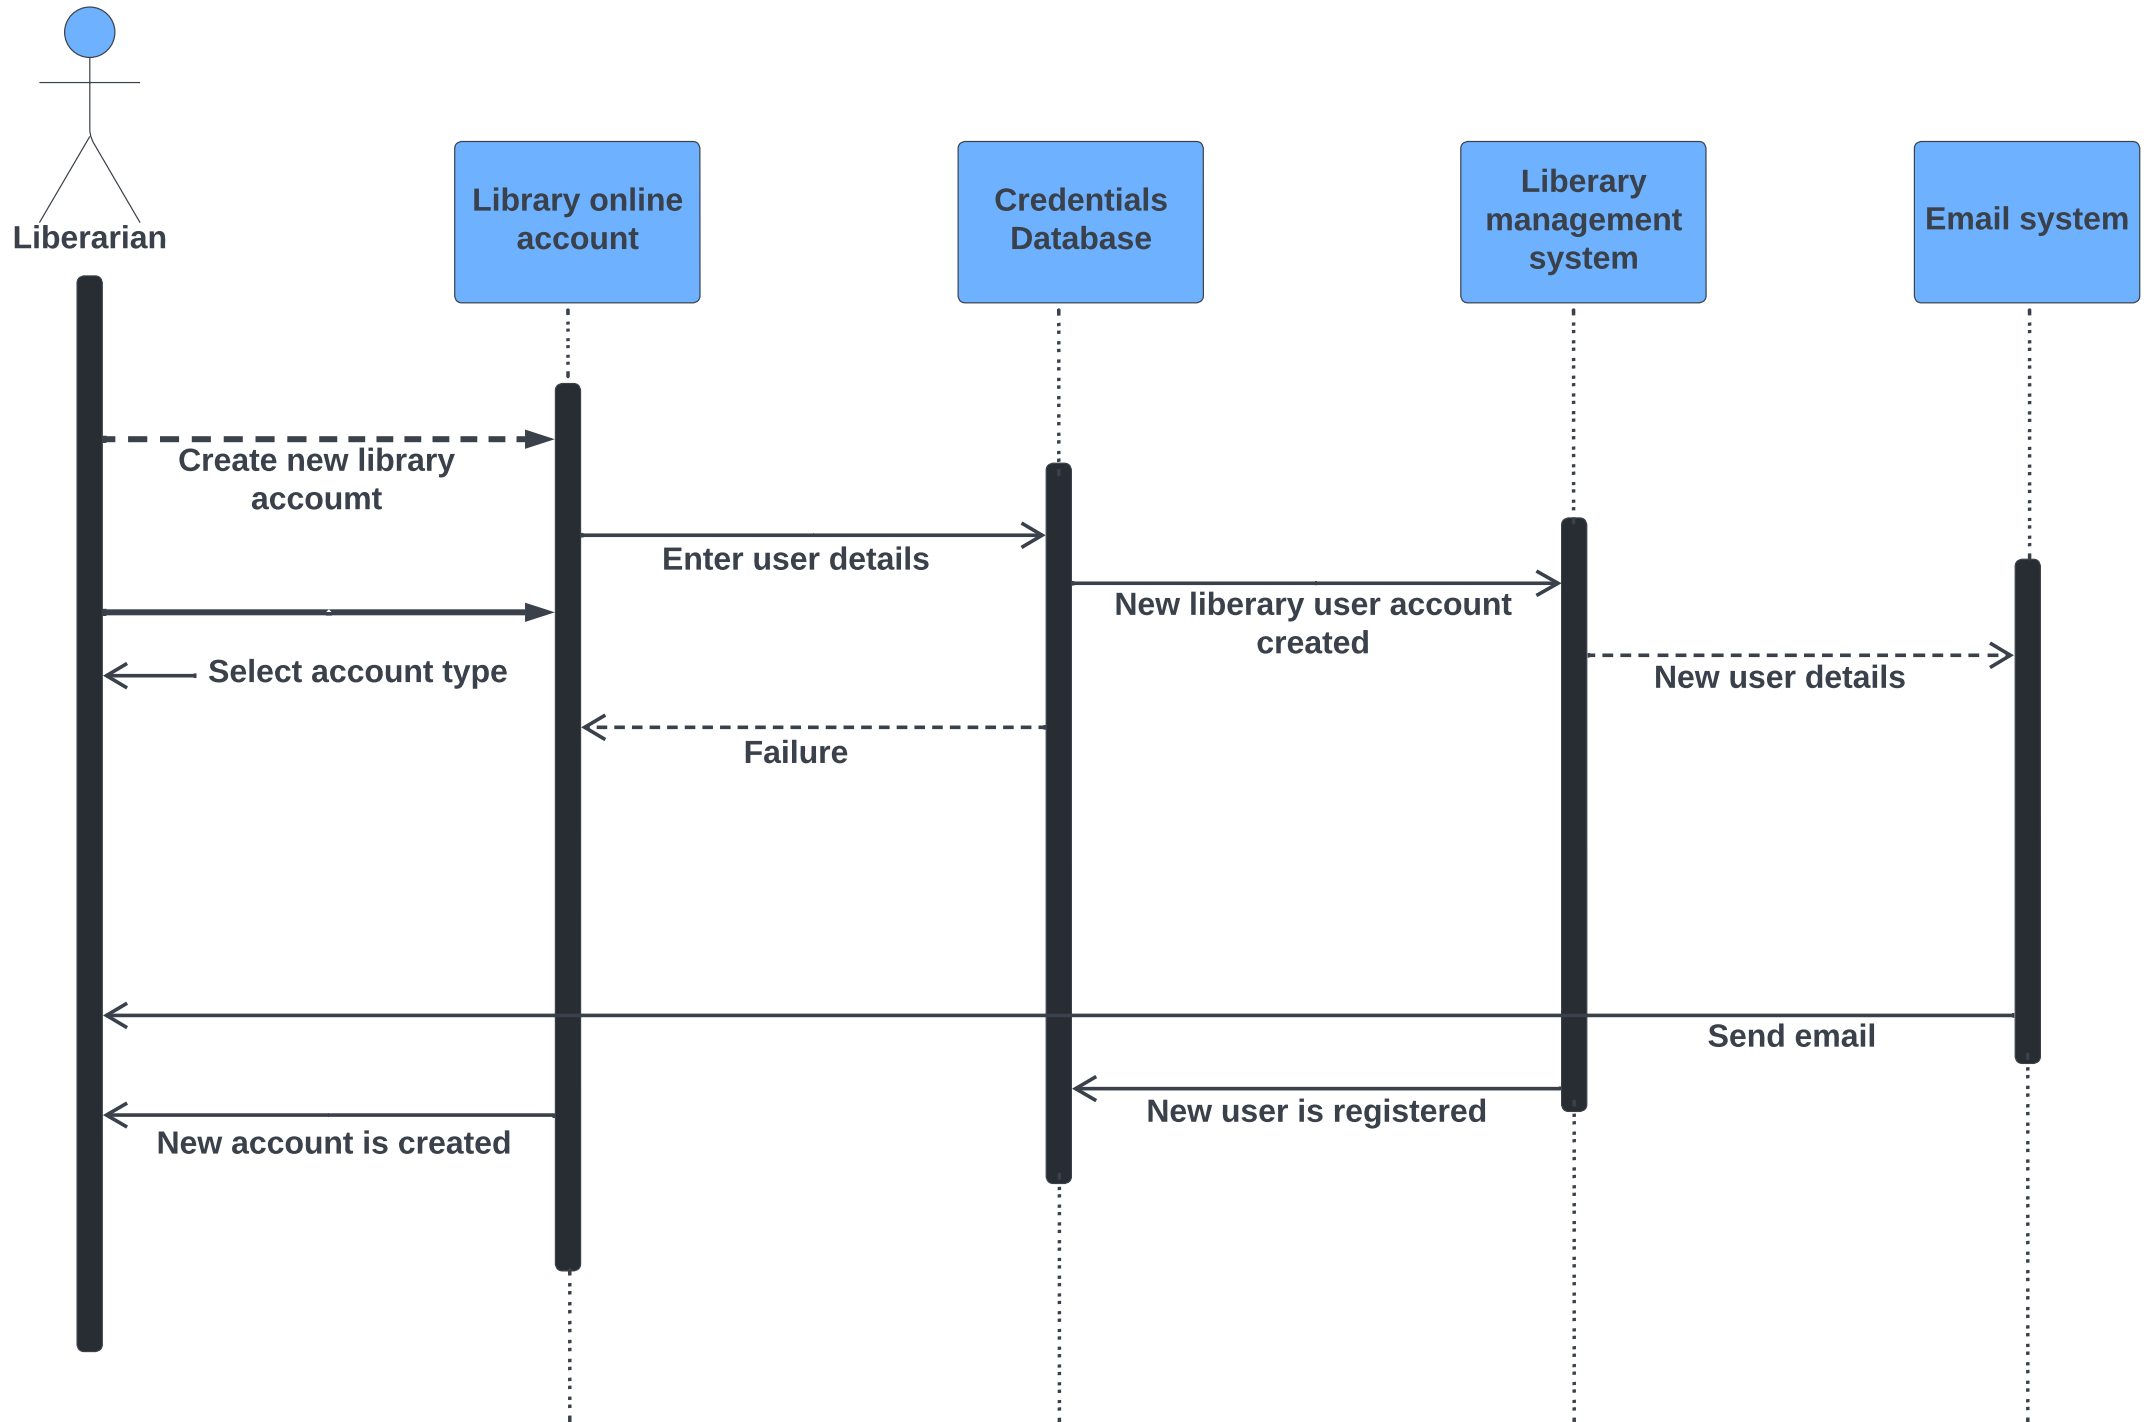 Liberarian
Library online
account
Credentials
Database
Liberary
management
system
Email system
Create new library
accoumt
Enter user details
New liberary user account
created
Select account type
New user details
Failure
Send email
New user is registered
New account is created